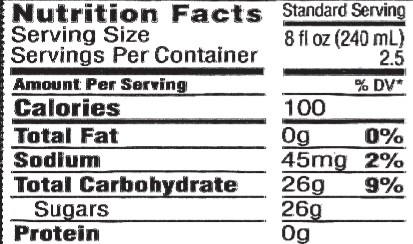 Nutrition Facts Standard Serving
Serving Size 8 fl oz (240 mL)
Servings Per Container 2.5
Amount Per Serving % DV*
Calories 100
Total Fat 0g 0%
Sodium 45mg 2%
Total Carbohydrate 26g 9%
Sugars 26g
Protein 0g